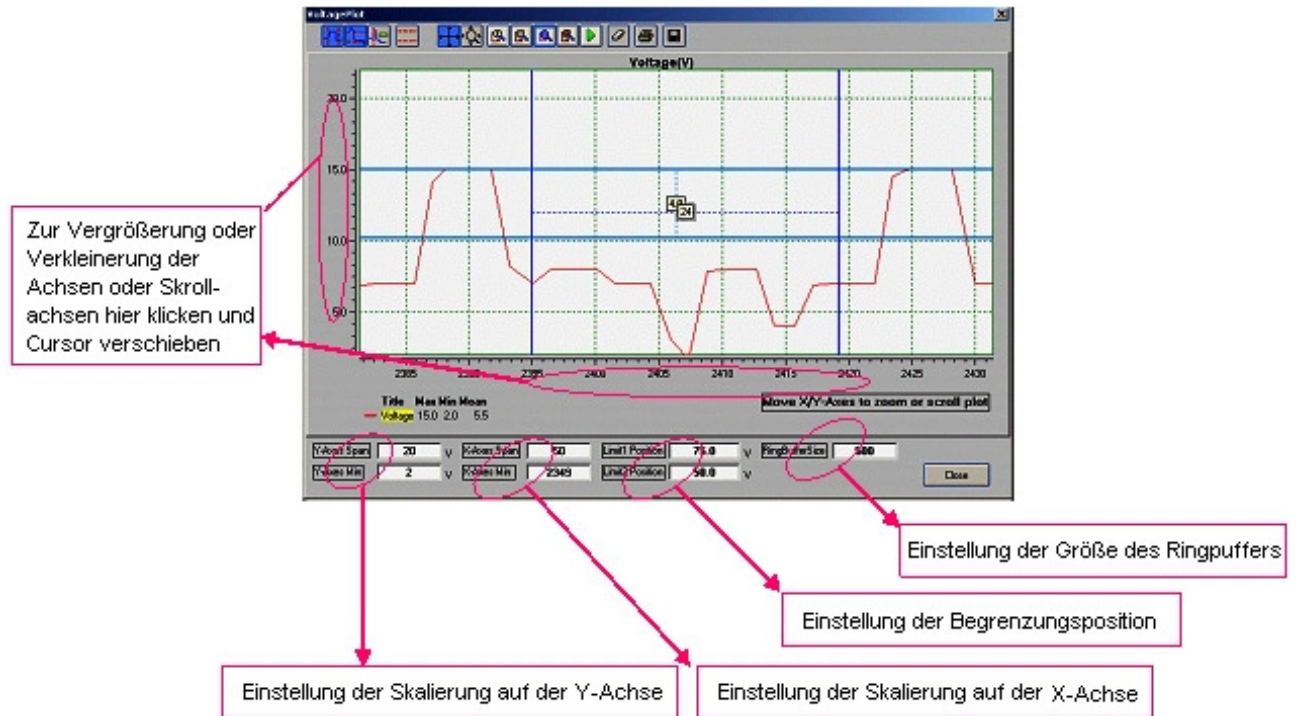 VoltagePlot
Voltage(V)
20.0
15.0
10.0
5.0
4.9
24
2385 2390 2395 2400 2405 2410 2415 2420 2425 2430
Title Max Min Mean
Voltage 15.0 2.0 5.5
Move X/Y-Axes to zoom or scroll plot
Y-Axes Span 20 V X-Axes Span 50 Limit1 Position 75.0 V RingBufferSize 500
Y-Axes Min 2 V X-Axes Min 2349 Limit2 Position 50.0 Close
Zur Vergrößerung oder
Verkleinerung der
Achsen oder Skroll-
achsen hier klicken und
Cursor verschieben
Einstellung der Größe des Ringpuffers
Einstellung der Begrenzungsposition
Einstellung der Skalierung auf der Y-Achse
Einstellung der Skalierung auf der X-Achse